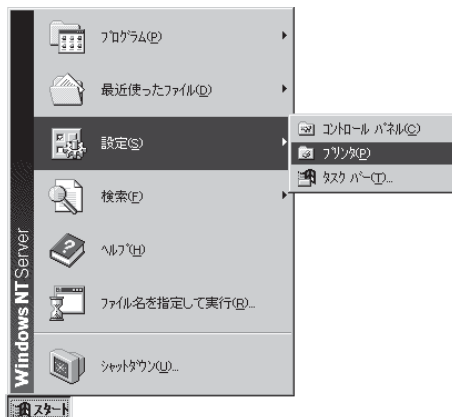 プログラム(P)
最近使ったファイル(D)
設定(S)
コントロール パネル(C)
プリンタ(P)
タスク バー(T)...
検索(F)
ヘルプ(H)
ファイル名を指定して実行(R)...
シャットダウン(U)...
Windows NT Server
スタート